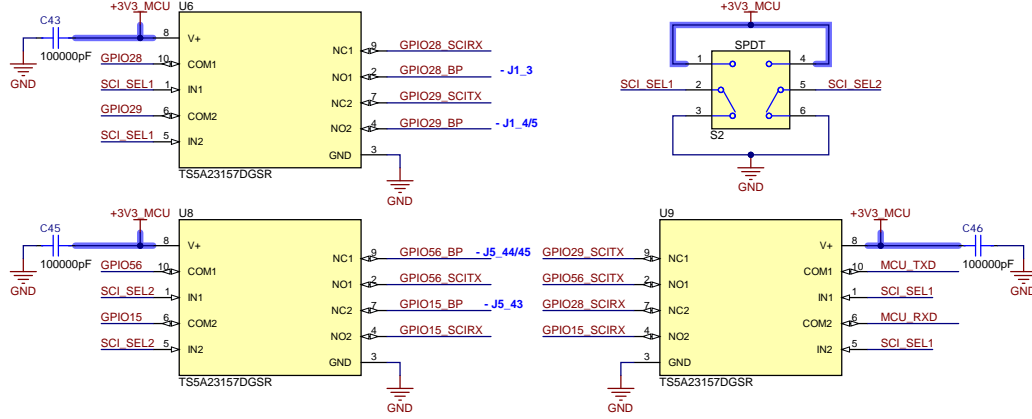 +3V3_MCU
U6
C43
100000pF
GND
GPIO28
SCI_SEL1
GPIO29
SCI_SEL1
8
10
1
6
5
V+
COM1
IN1
COM2
IN2
NC1
NO1
NC2
NO2
GND
9
2
7
4
3
GPIO28_SCIRX
GPIO28_BP - J1_3
GPIO29_SCITX
GPIO29_BP - J1_4/5
GND
TS5A23157DGSR
+3V3_MCU
SPDT
1
4
SCI_SEL1
2
5
SCI_SEL2
3
6
S2
GND
+3V3_MCU
U8
C45
100000pF
GND
GPIO56
SCI_SEL2
GPIO15
SCI_SEL2
8
10
1
6
5
V+
COM1
IN1
COM2
IN2
NC1
NO1
NC2
NO2
GND
9
2
7
4
3
GPIO56_BP - J5_44/45
GPIO56_SCITX
GPIO15_BP - J5_43
GPIO15_SCIRX
GND
TS5A23157DGSR
U9
+3V3_MCU
C46
100000pF
GND
GPIO29_SCITX
GPIO56_SCITX
GPIO28_SCIRX
GPIO15_SCIRX
9
2
7
4
3
NC1
NO1
NC2
NO2
GND
V+
COM1
IN1
COM2
IN2
8
10
1
6
5
MCU_TXD
SCI_SEL1
MCU_RXD
SCI_SEL1
GND
TS5A23157DGSR